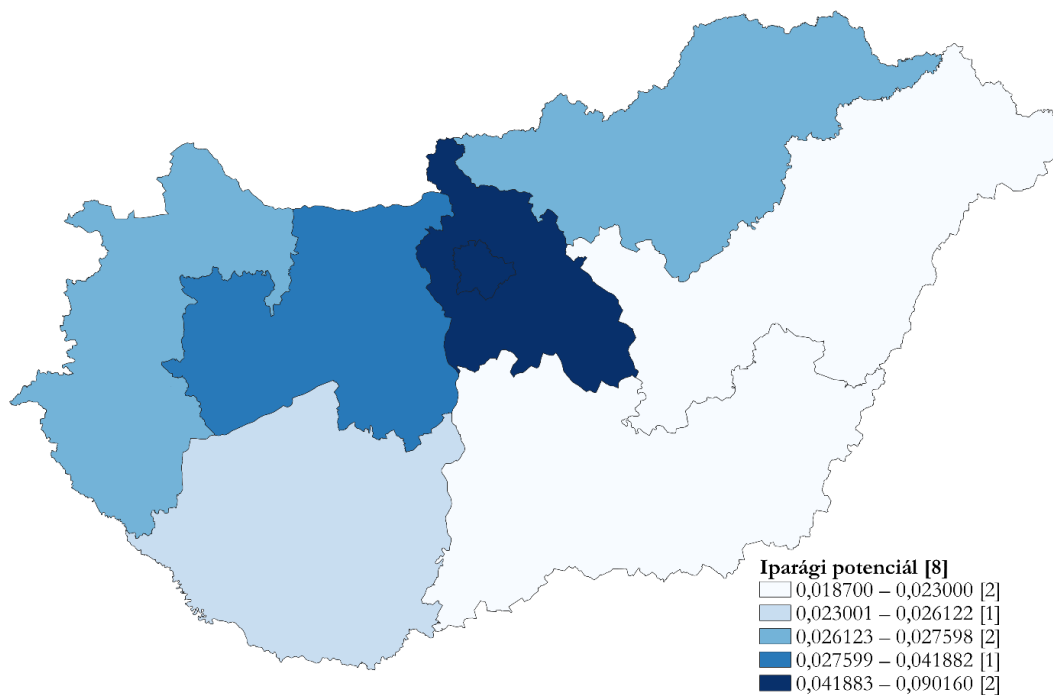 Iparági potenciál [8]
0,018700 – 0,023000 [2]
0,023001 – 0,026122 [1]
0,026123 – 0,027598 [2]
0,027599 – 0,041882 [1]
0,041883 – 0,090160 [2]